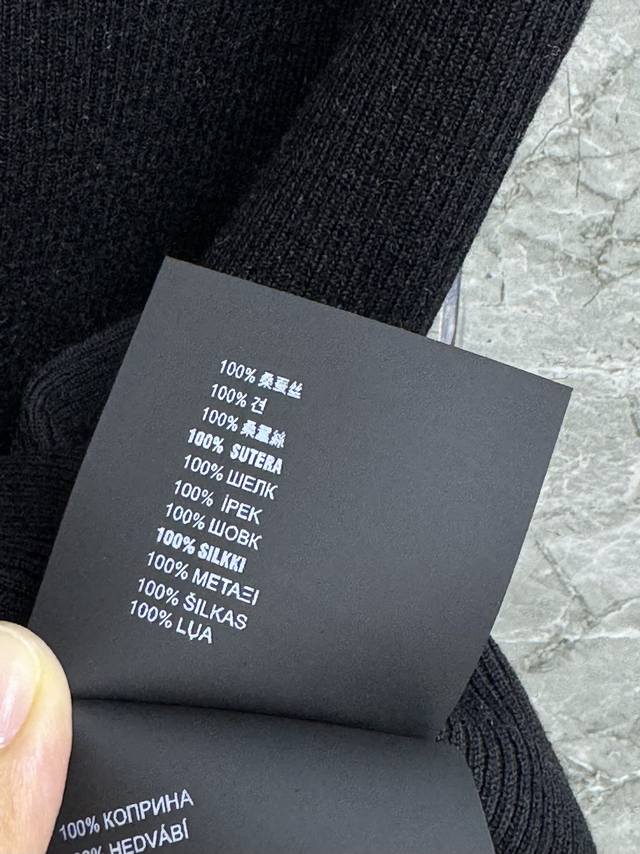 100% 桑蚕丝
100% 견
100% 桑蠶絲
100% SUTERA
100% ШЕЛК
100% İPEK
100% ШОВК
100% SILKKI
100% ΜΕΤΑΞΙ
100% ŠILKAS
100% LỤA
100% КОПРИНА
100% HEDVÁBÍ